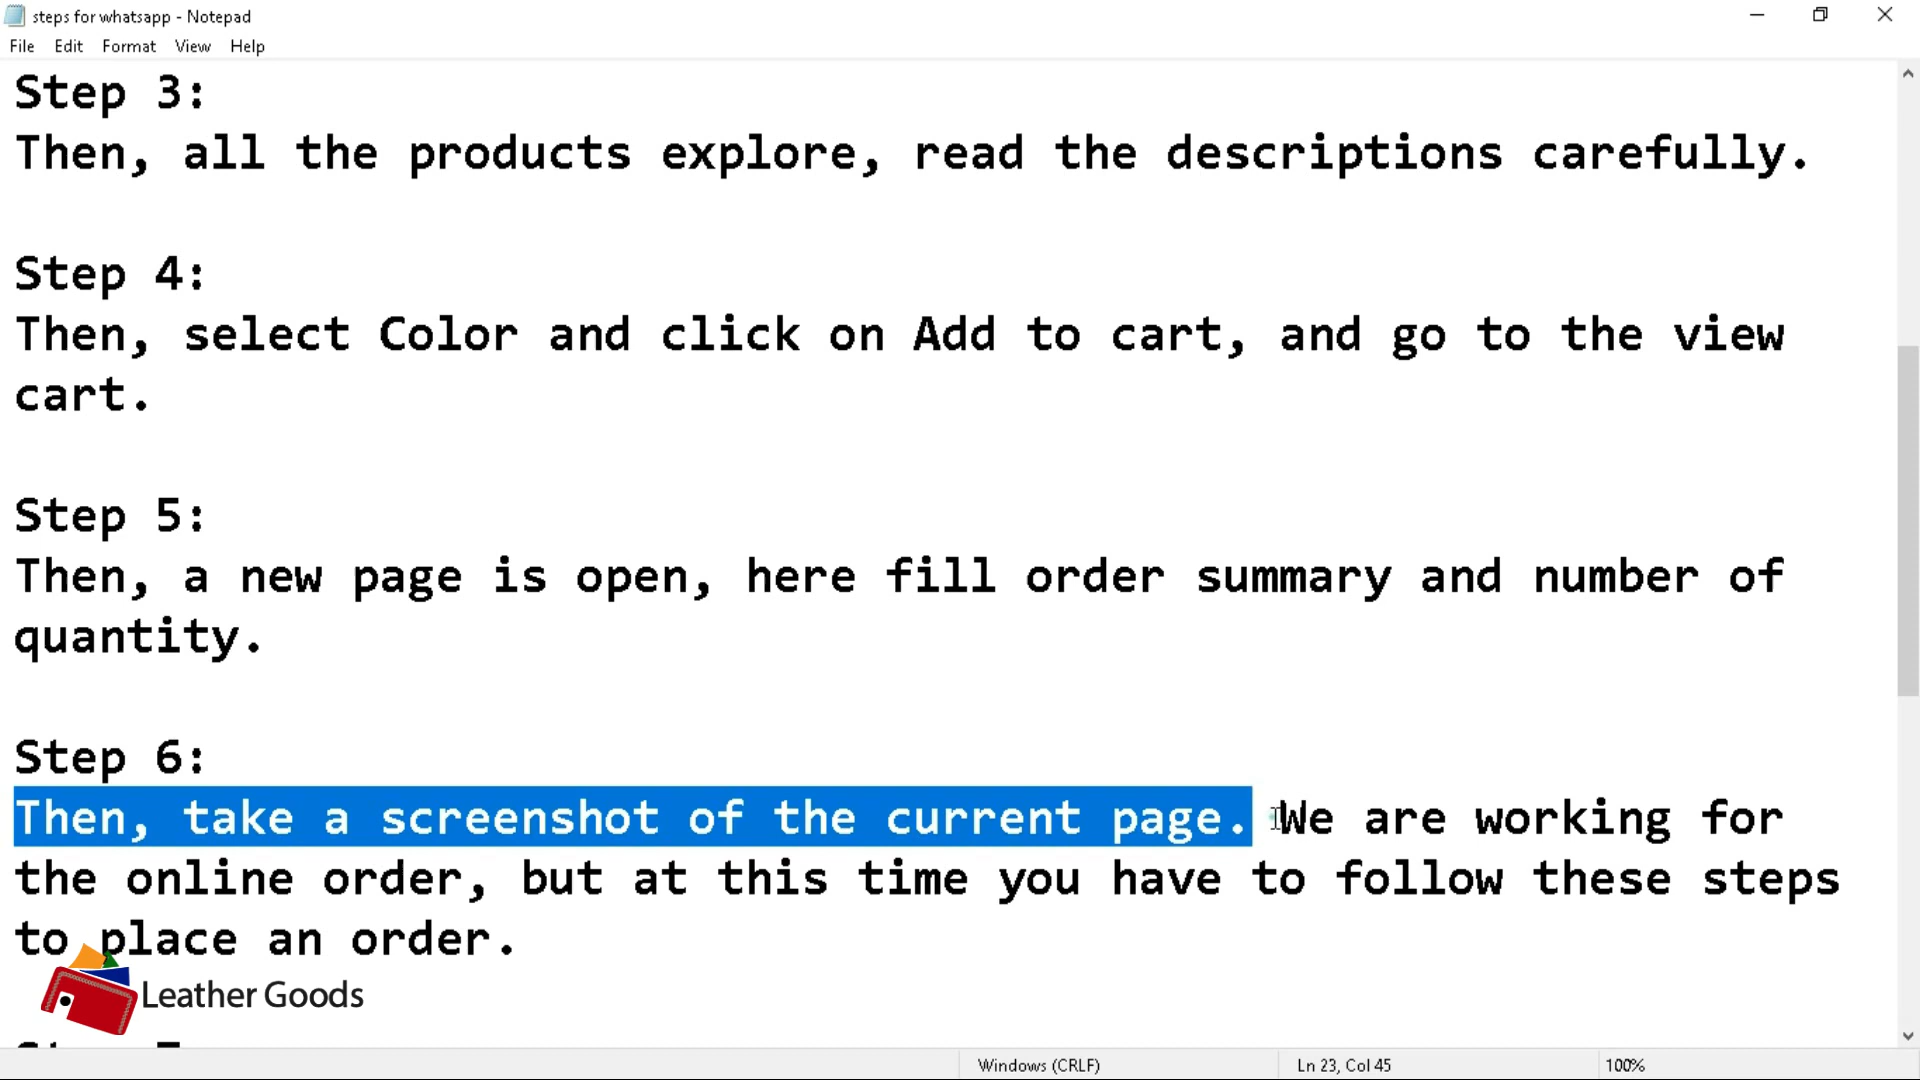 steps for whatsapp - Notepad
File Edit Format View Help
Step 3:
Then, all the products explore, read the descriptions carefully.
Step 4:
Then, select Color and click on Add to cart, and go to the view
cart.
Step 5:
Then, a new page is open, here fill order summary and number of
quantity.
Step 6:
Then, take a screenshot of the current page. We are working for
the online order, but at this time you have to follow these steps
to place an order.
Leather Goods
Windows (CRLF) Ln 23, Col 45 100%